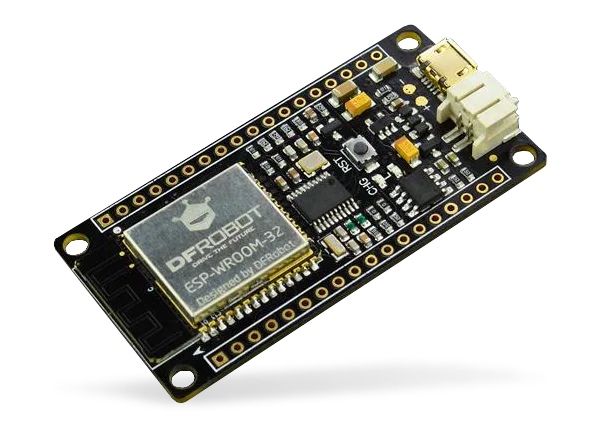 DFROBOT
DRIVE THE FUTURE
ESP-WROOM-32
Designed by DFRobot
RST
CHG
+
-